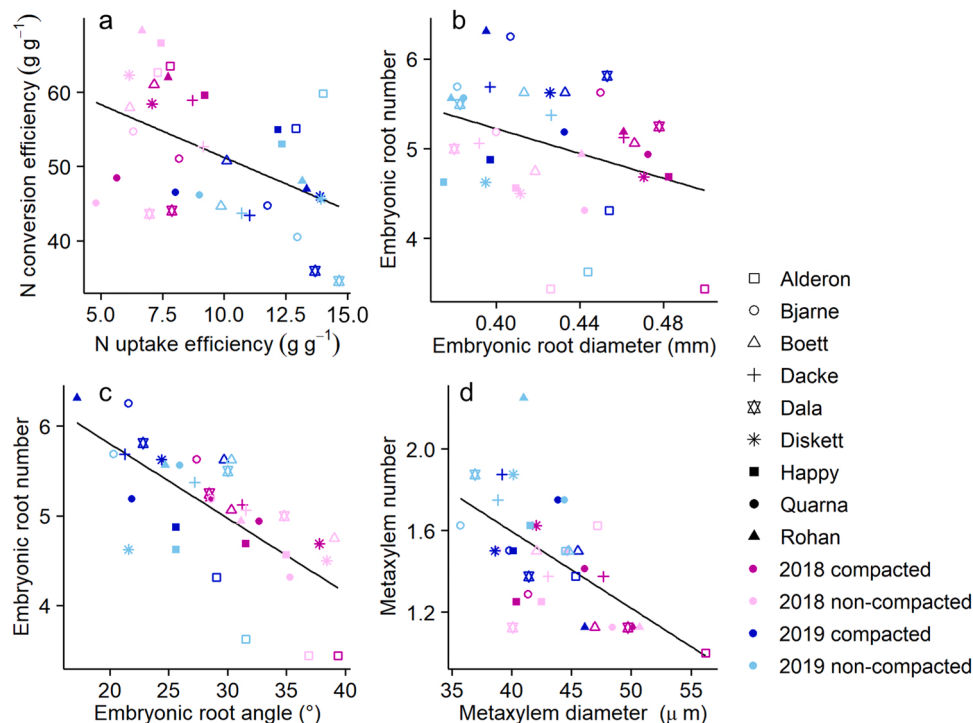 a
N conversion efficiency (g g⁻¹)
60
50
40
5.0 7.5 10.0 12.5 15.0
N uptake efficiency (g g⁻¹)
b
Embryonic root number
6
5
4
0.40 0.44 0.48
Embryonic root diameter (mm)
c
Embryonic root number
6
5
4
20 25 30 35 40
Embryonic root angle (°)
d
Metaxylem number
2.0
1.6
1.2
35 40 45 50 55
Metaxylem diameter (μ m)
Alderon
Bjarne
Boett
Dacke
Dala
Diskett
Happy
Quarna
Rohan
2018 compacted
2018 non-compacted
2019 compacted
2019 non-compacted